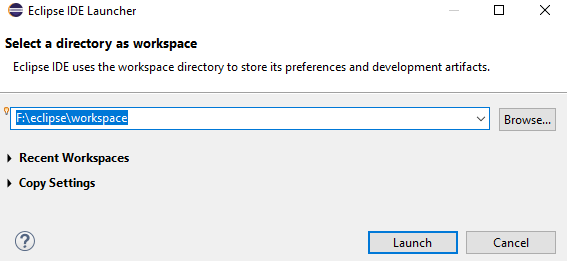 Eclipse IDE Launcher
Select a directory as workspace
Eclipse IDE uses the workspace directory to store its preferences and development artifacts.
F:\eclipse\workspace
Browse...
Recent Workspaces
Copy Settings
?
Launch
Cancel